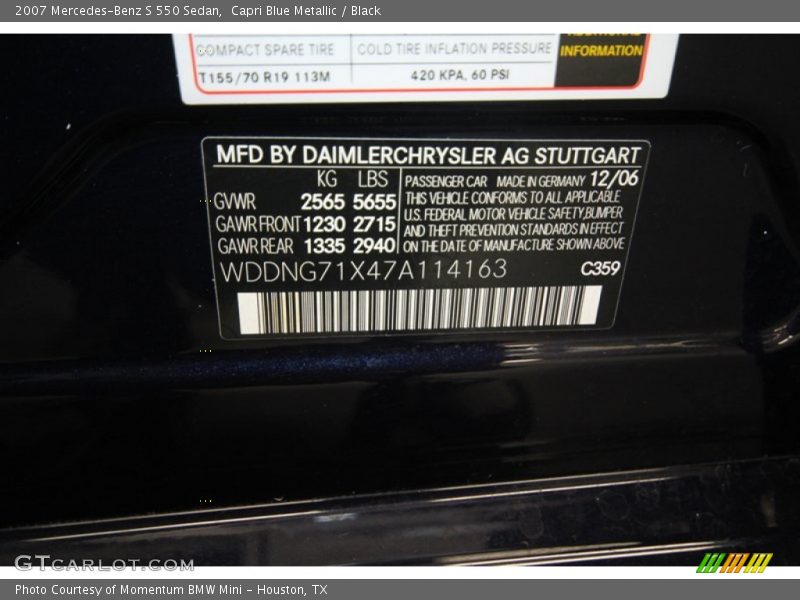 2007 Mercedes-Benz S 550 Sedan,  Capri Blue Metallic / Black
COMPACT SPARE TIRE COLD TIRE INFLATION PRESSURE
T155/70 R19 113M 420 KPA, 60 PSI
ADDITIONAL
INFORMATION
MFD BY DAIMLERCHRYSLER AG STUTTGART
KG LBS
GVWR 2565 5655
GAWR FRONT 1230 2715
GAWR REAR 1335 2940
PASSENGER CAR MADE IN GERMANY 12/06
THIS VEHICLE CONFORMS TO ALL APPLICABLE
U.S. FEDERAL MOTOR VEHICLE SAFETY,BUMPER
AND THEFT PREVENTION STANDARDS IN EFFECT
ON THE DATE OF MANUFACTURE SHOWN ABOVE
WDDNG71X47A114163 C359
GTCARLOT.COM
Photo Courtesy of Momentum BMW Mini - Houston, TX